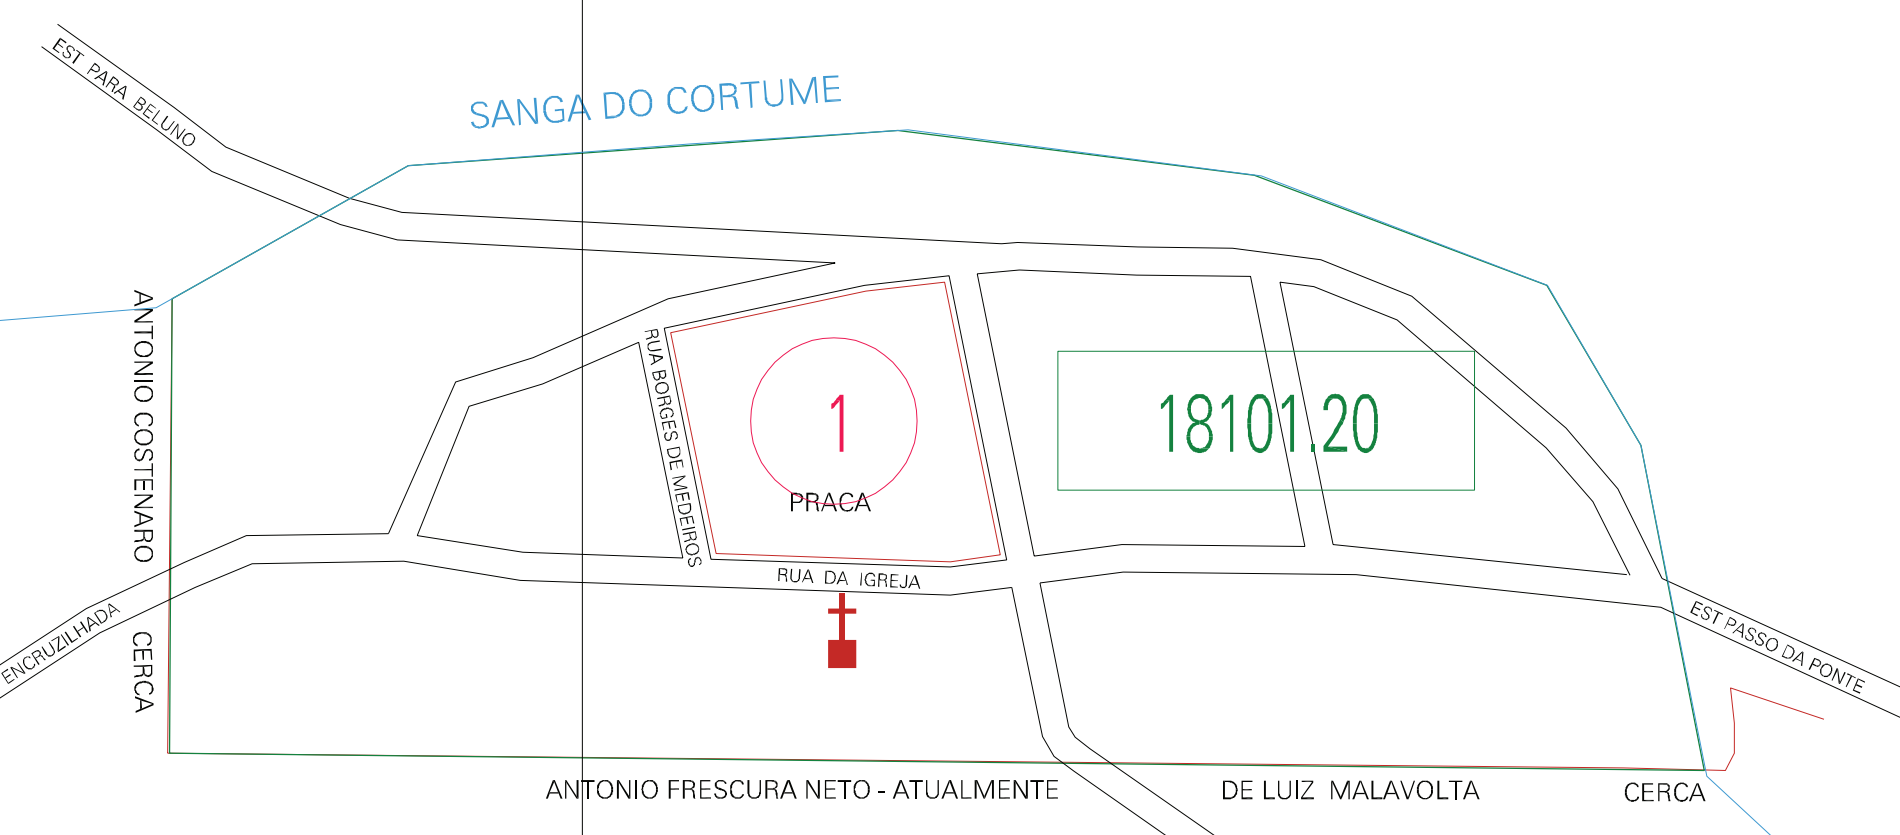 EST PARA BELUNO
SANGA DO CORTUME
ANTONIO COSTENARO
RUA BORGES DE MEDEIROS
1
PRACA
18101.20
RUA DA IGREJA
ENCRUZILHADA
CERCA
EST PASSO DA PONTE
ANTONIO FRESCURA NETO - ATUALMENTE DE LUIZ MALAVOLTA
CERCA